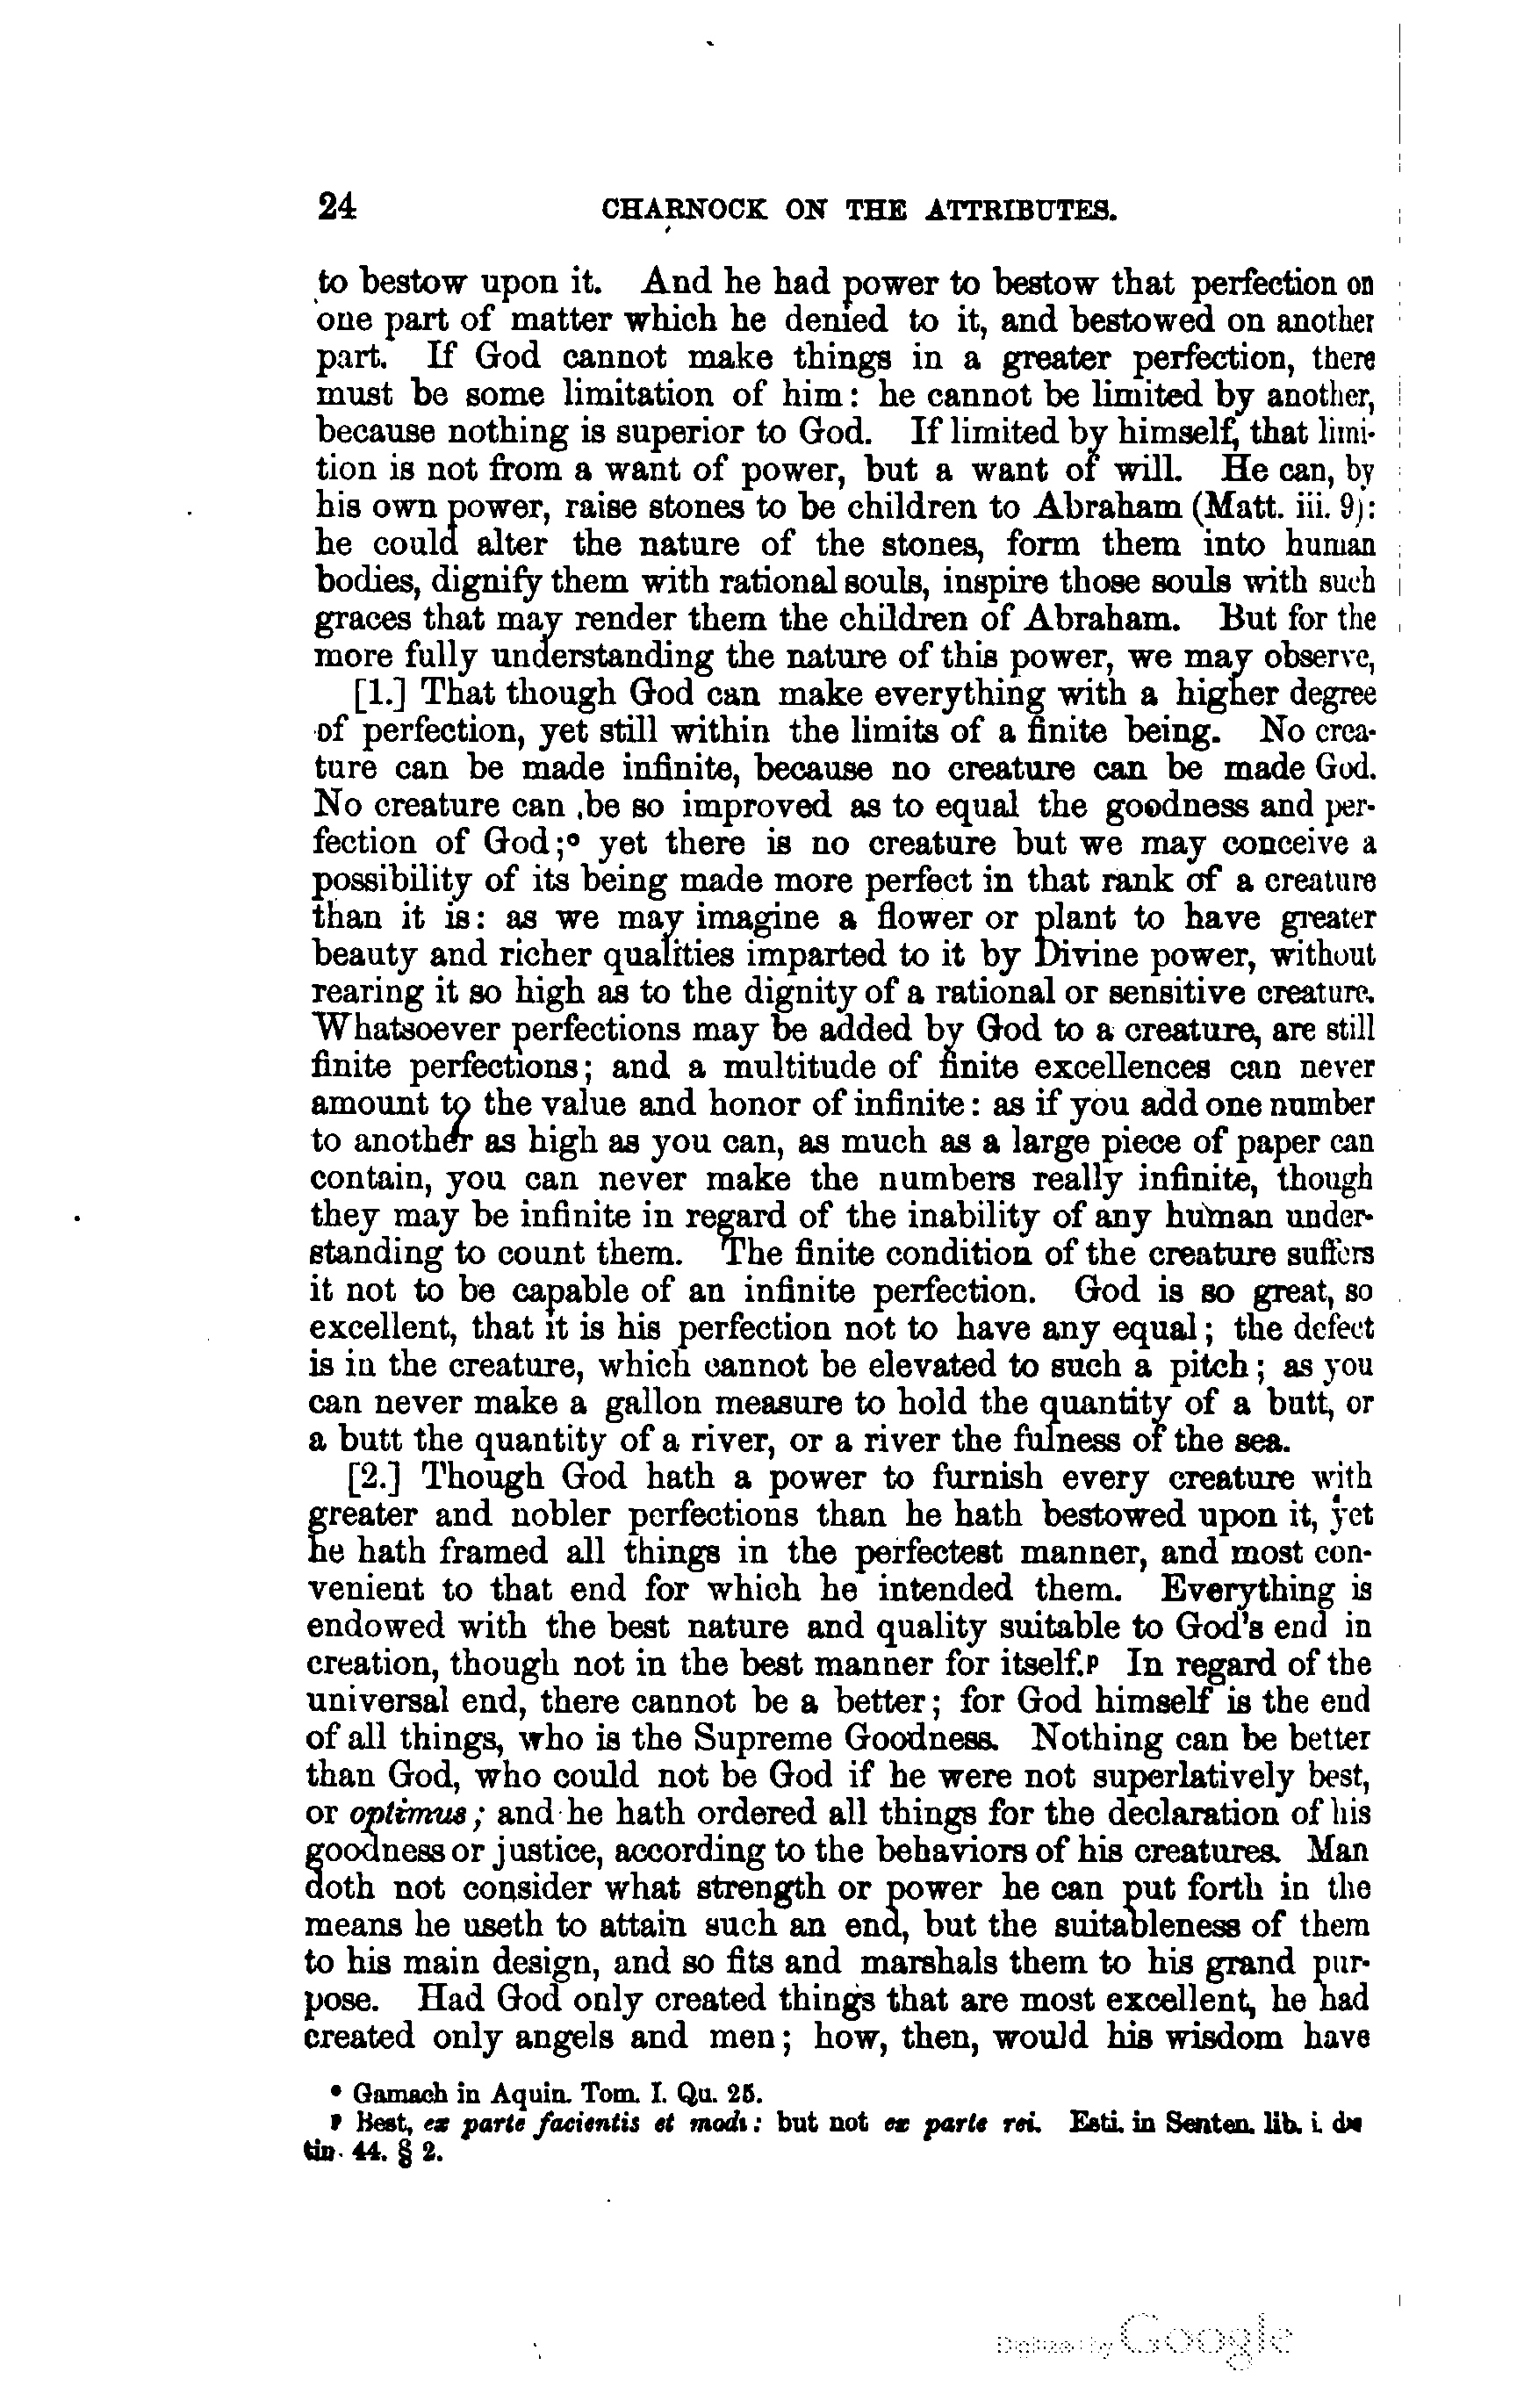 24 CHARNOCK ON THE ATTRIBUTES.
to bestow upon it. And he had power to bestow that perfection on
one part of matter which he denied to it, and bestowed on another
part. If God cannot make things in a greater perfection, there
must be some limitation of him: he cannot be limited by another,
because nothing is superior to God. If limited by himself, that limi-
tion is not from a want of power, but a want of will. He can, by
his own power, raise stones to be children to Abraham (Matt. iii. 9):
he could alter the nature of the stones, form them into human
bodies, dignify them with rational souls, inspire those souls with such
graces that may render them the children of Abraham. But for the
more fully understanding the nature of this power, we may observe,
[1.] That though God can make everything with a higher degree
of perfection, yet still within the limits of a finite being. No crea-
ture can be made infinite, because no creature can be made God.
No creature can be so improved as to equal the goodness and per-
fection of God;o yet there is no creature but we may conceive a
possibility of its being made more perfect in that rank of a creature
than it is: as we may imagine a flower or plant to have greater
beauty and richer qualities imparted to it by Divine power, without
rearing it so high as to the dignity of a rational or sensitive creature.
Whatsoever perfections may be added by God to a creature, are still
finite perfections; and a multitude of finite excellences can never
amount to the value and honor of infinite: as if you add one number
to another as high as you can, as much as a large piece of paper can
contain, you can never make the numbers really infinite, though
they may be infinite in regard of the inability of any human under-
standing to count them. The finite condition of the creature suffers
it not to be capable of an infinite perfection. God is so great, so
excellent, that it is his perfection not to have any equal; the defect
is in the creature, which cannot be elevated to such a pitch; as you
can never make a gallon measure to hold the quantity of a butt, or
a butt the quantity of a river, or a river the fulness of the sea.
[2.] Though God hath a power to furnish every creature with
greater and nobler perfections than he hath bestowed upon it, yet
he hath framed all things in the perfectest manner, and most con-
venient to that end for which he intended them. Everything is
endowed with the best nature and quality suitable to God's end in
creation, though not in the best manner for itself.p In regard of the
universal end, there cannot be a better; for God himself is the end
of all things, who is the Supreme Goodness. Nothing can be better
than God, who could not be God if he were not superlatively best,
or optimus; and he hath ordered all things for the declaration of his
goodness or justice, according to the behaviors of his creatures. Man
doth not consider what strength or power he can put forth in the
means he useth to attain such an end, but the suitableness of them
to his main design, and so fits and marshals them to his grand pur-
pose. Had God only created things that are most excellent, he had
created only angels and men; how, then, would his wisdom have
o Gamach in Aquin. Tom. I. Qu. 25.
p Best, ex parte facientis et modi: but not ex parte rei. Esti. in Senten. lib. i. dis
tin. 44. § 2.
Digitized by Google